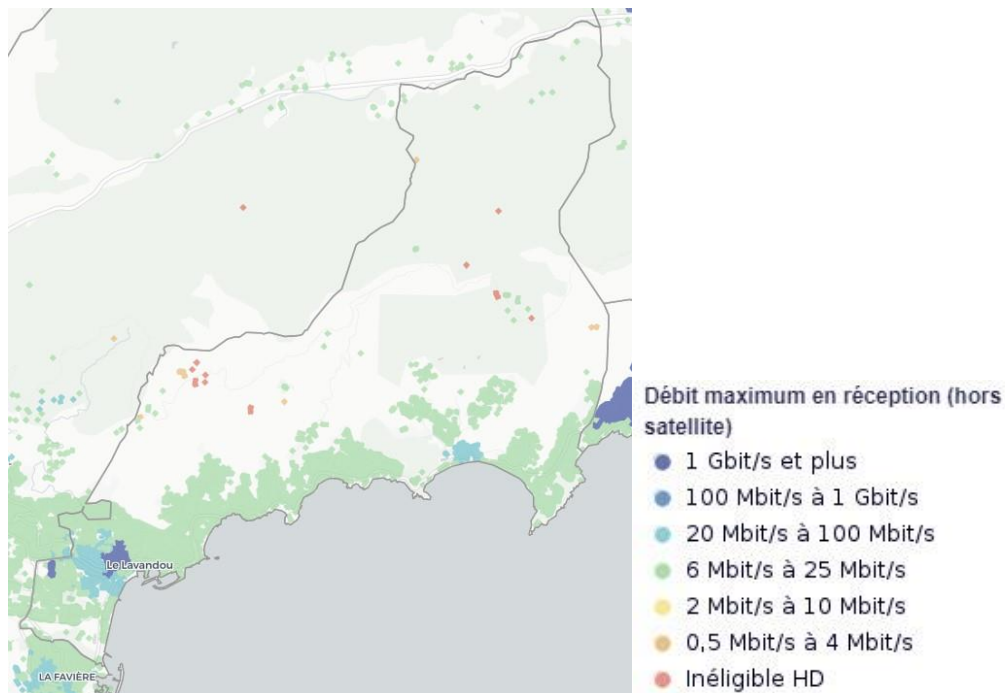 Le Lavandou
LA FAVIÈRE
Débit maximum en réception (hors
satellite)
1 Gbit/s et plus
100 Mbit/s à 1 Gbit/s
20 Mbit/s à 100 Mbit/s
6 Mbit/s à 25 Mbit/s
2 Mbit/s à 10 Mbit/s
0,5 Mbit/s à 4 Mbit/s
Inéligible HD